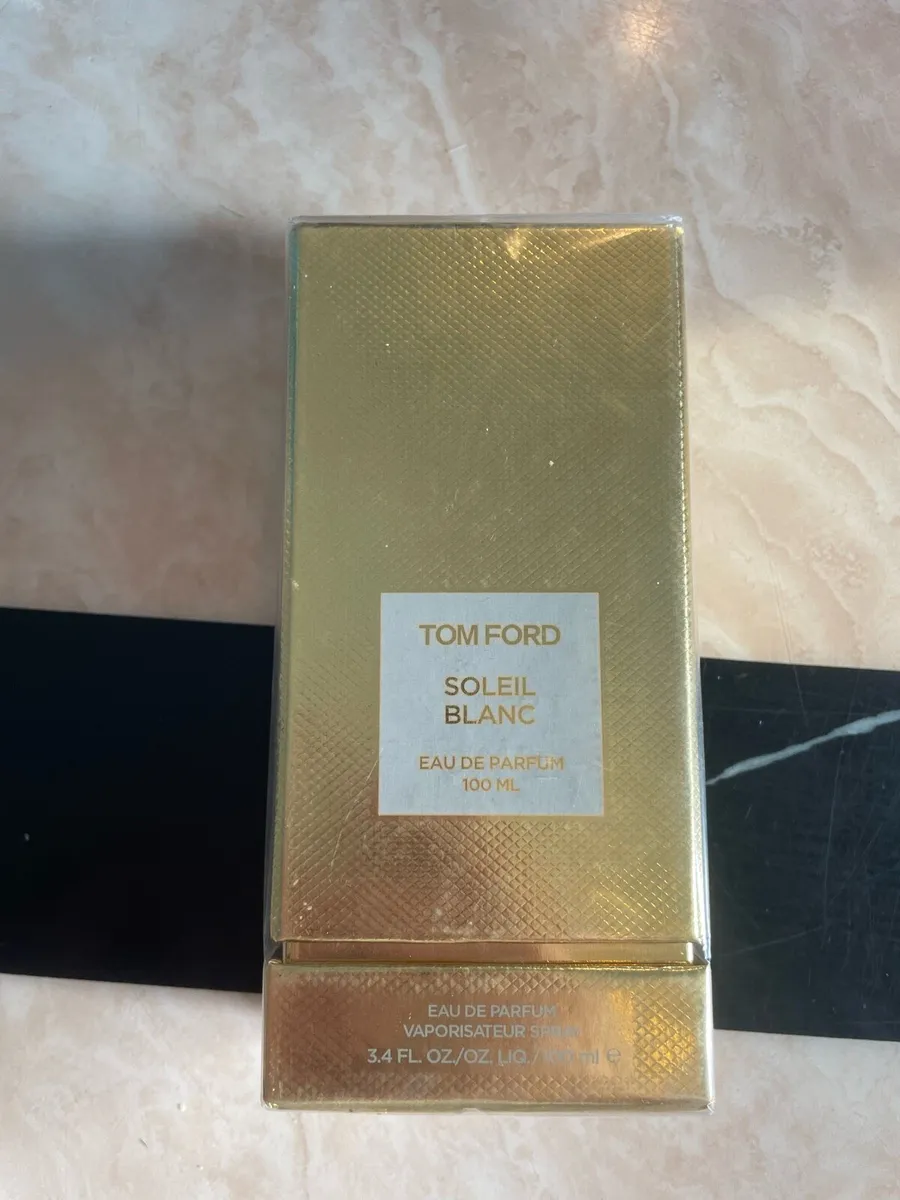 TOM FORD
SOLEIL
BLANC
EAU DE PARFUM
100 ML
EAU DE PARFUM
VAPORISATEUR SPRAY
3.4 FL. OZ./OZ. LIQ./100 ml ℮